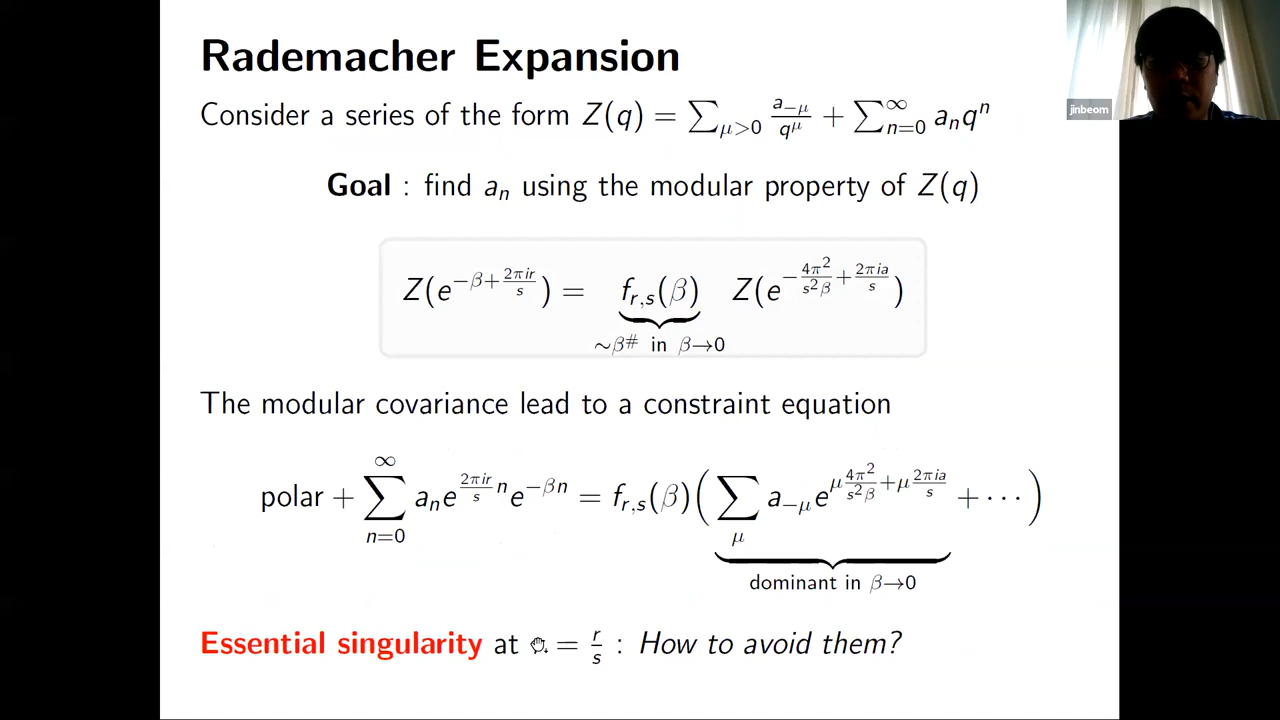 Rademacher Expansion
jinbeom
Consider a series of the form Z(q) = ∑_{μ>0} a_{−μ}/q^μ + ∑_{n=0}^{∞} a_n q^n
Goal : find a_n using the modular property of Z(q)
Z(e^{−β+2πir/s}) = f_{r,s}(β) Z(e^{−4π²/s²β+2πia/s})
∼β^# in β→0
The modular covariance lead to a constraint equation
polar + ∑_{n=0}^{∞} a_n e^{2πir/s n} e^{−βn} = f_{r,s}(β)(∑_μ a_{−μ} e^{μ4π²/s²β+μ2πia/s} + ⋯)
dominant in β→0
Essential singularity at = r/s : How to avoid them?